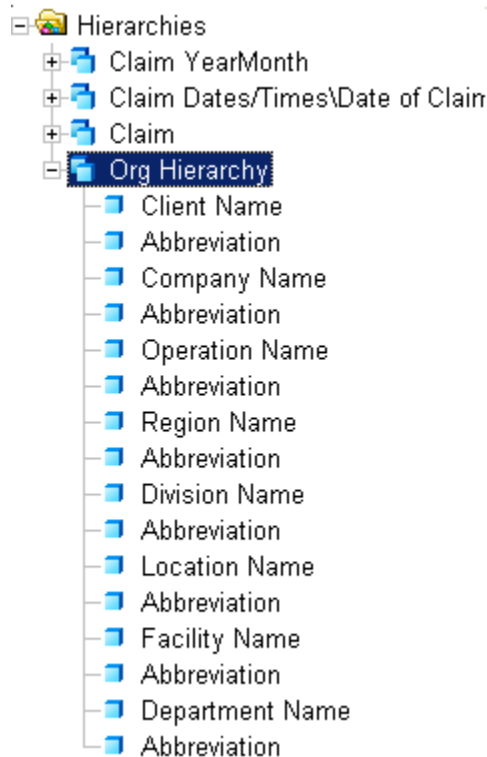 Hierarchies
Claim YearMonth
Claim Dates/Times\Date of Claim
Claim
Org Hierarchy
Client Name
Abbreviation
Company Name
Abbreviation
Operation Name
Abbreviation
Region Name
Abbreviation
Division Name
Abbreviation
Location Name
Abbreviation
Facility Name
Abbreviation
Department Name
Abbreviation